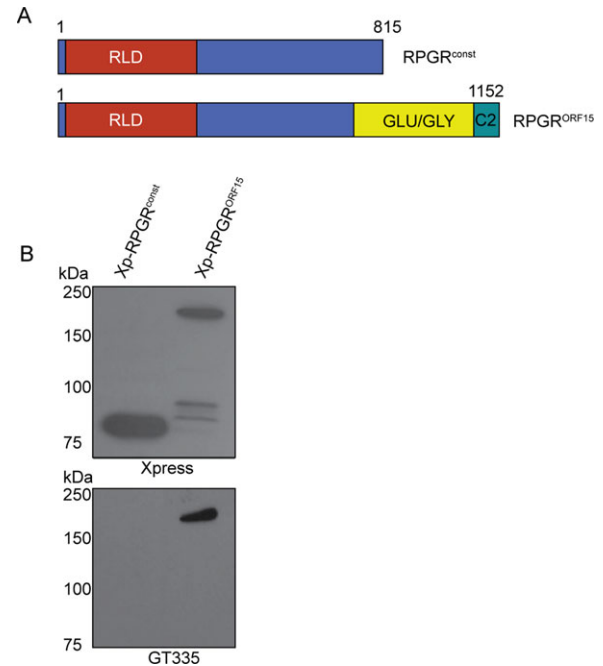 A
1 815
RLD
RPGRconst
1 1152
RLD GLU/GLY C2
RPGRORF15
Xp-RPGRconst
Xp-RPGRORF15
B
kDa
250
150
100
75
Xpress
kDa
250
150
100
75
GT335